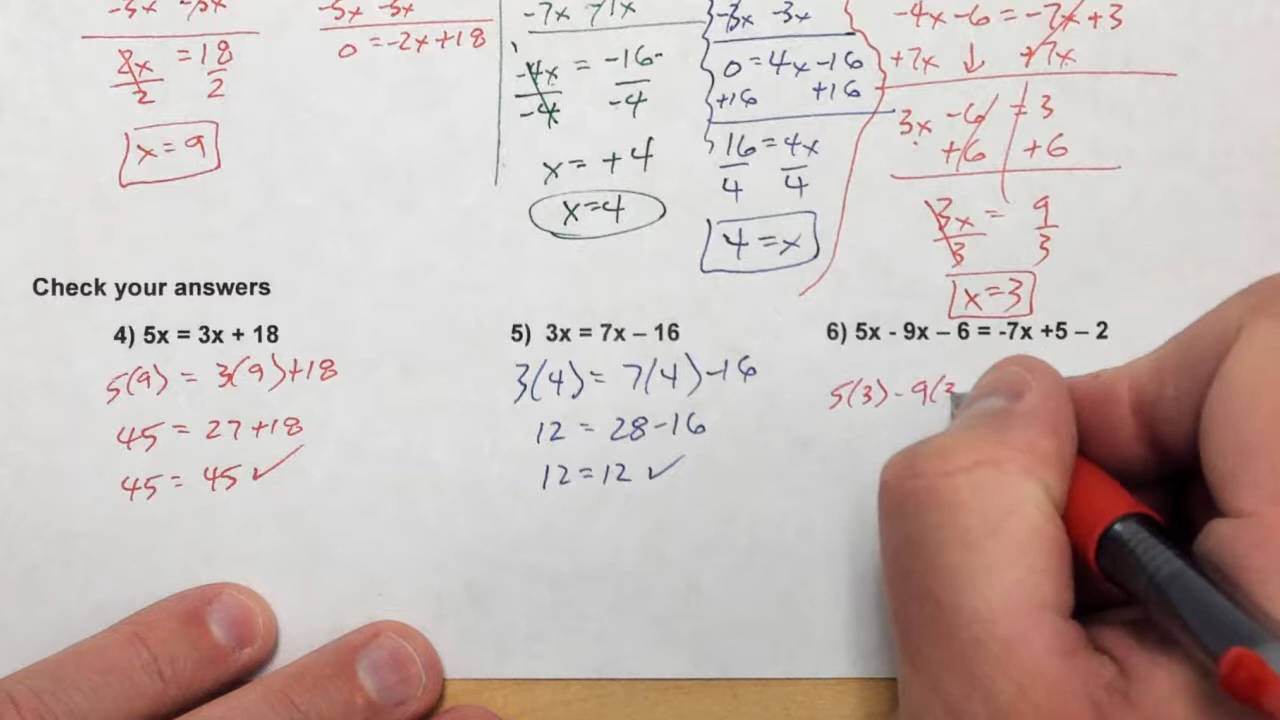 -3x -3x
2x = 18
2 2
x = 9
-5x -5x
0 = -2x + 18
-7x -7x
-4x = -16
-4 -4
x = +4
x = 4
-3x -3x
0 = 4x - 16
+16 +16
16 = 4x
4 4
4 = x
-4x - 6 = -7x + 3
+7x ↓ +7x
3x - 6 = 3
+6 +6
3x = 9
3 3
x = 3
Check your answers
4) 5x = 3x + 18
5(9) = 3(9) + 18
45 = 27 + 18
45 = 45 ✓
5) 3x = 7x – 16
3(4) = 7(4) - 16
12 = 28 - 16
12 = 12 ✓
6) 5x - 9x – 6 = -7x +5 – 2
5(3) - 9(3